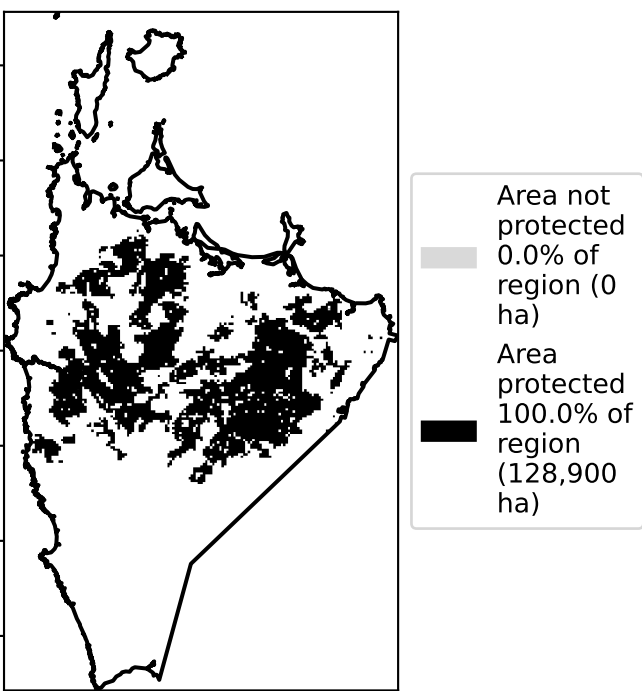 Area not
protected
0.0% of
region (0
ha)
Area
protected
100.0% of
region
(128,900
ha)